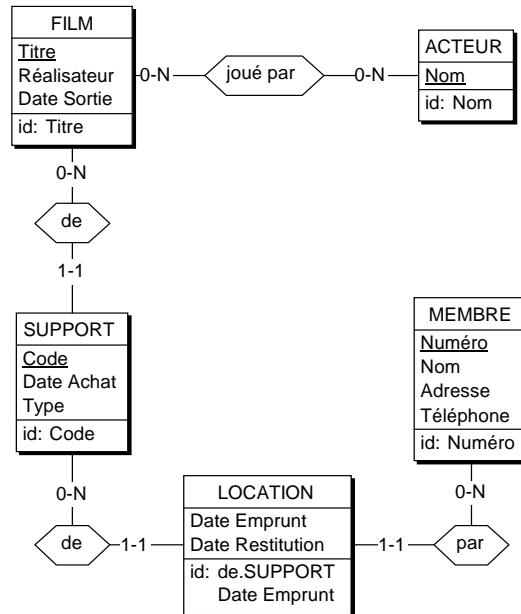 FILM
Titre
Réalisateur
Date Sortie
id: Titre
0-N
joué par
0-N
ACTEUR
Nom
id: Nom
0-N
de
1-1
SUPPORT
Code
Date Achat
Type
id: Code
MEMBRE
Numéro
Nom
Adresse
Téléphone
id: Numéro
0-N
de
1-1
LOCATION
Date Emprunt
Date Restitution
id: de.SUPPORT
Date Emprunt
1-1
par
0-N